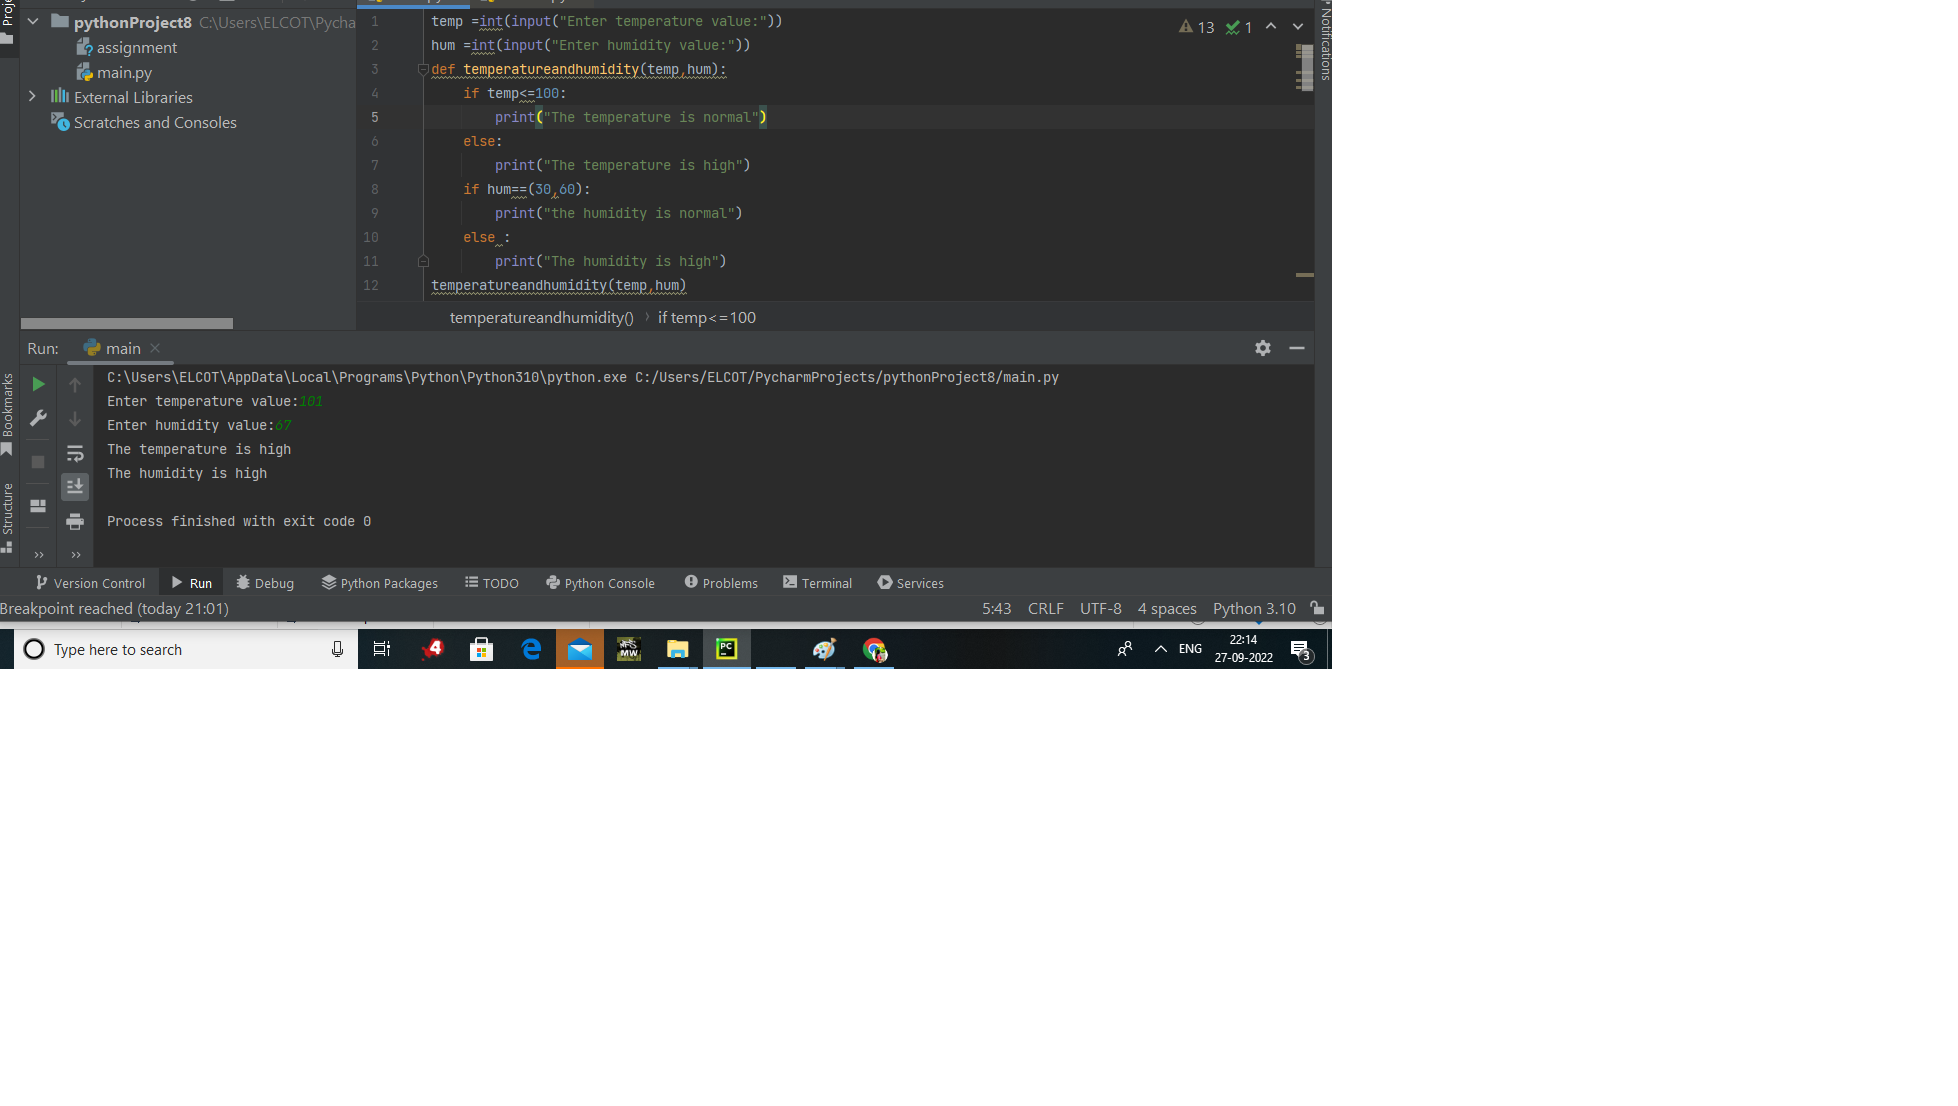 Proje
pythonProject8 C:\Users\ELCOT\Pycha
assignment
main.py
External Libraries
Scratches and Consoles
1 temp =int(input("Enter temperature value:"))
2 hum =int(input("Enter humidity value:"))
3 def temperatureandhumidity(temp,hum):
4 if temp<=100:
5 print("The temperature is normal")
6 else:
7 print("The temperature is high")
8 if hum==(30,60):
9 print("the humidity is normal")
10 else :
11 print("The humidity is high")
12 temperatureandhumidity(temp,hum)
13 1
Notifications
temperatureandhumidity() › if temp<=100
Run: main
C:\Users\ELCOT\AppData\Local\Programs\Python\Python310\python.exe C:/Users/ELCOT/PycharmProjects/pythonProject8/main.py
Enter temperature value:101
Enter humidity value:67
The temperature is high
The humidity is high
Process finished with exit code 0
Bookmarks
Structure
Version Control Run Debug Python Packages TODO Python Console Problems Terminal Services
Breakpoint reached (today 21:01) 5:43 CRLF UTF-8 4 spaces Python 3.10
Type here to search
4
NFS
MW
PC
ENG
22:14
27-09-2022
3